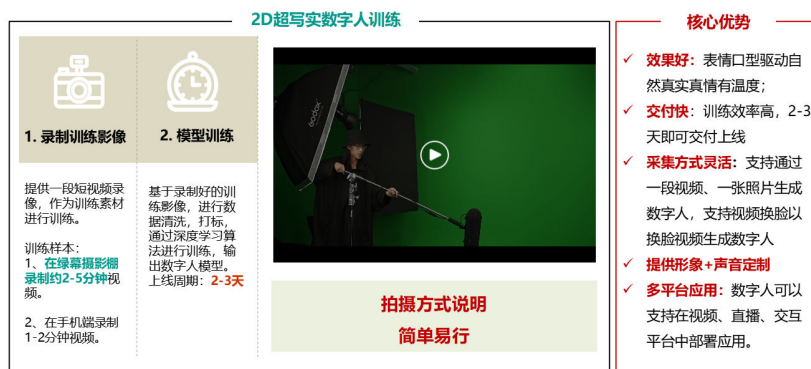 2D超写实数字人训练
1. 录制训练影像
提供一段短视频录
像，作为训练素材
进行训练。
训练样本：
1、在绿幕摄影棚
录制约2-5分钟视
频。
2、在手机端录制
1-2分钟视频。
2. 模型训练
基于录制好的训
练影像，进行数
据清洗，打标，
通过深度学习算
法进行训练，输
出数字人模型。
上线周期：2-3天
GODOX
拍摄方式说明
简单易行
核心优势
✓ 效果好：表情口型驱动自
然真实真情有温度；
✓ 交付快：训练效率高，2-3
天即可交付上线
✓ 采集方式灵活：支持通过
一段视频、一张照片生成
数字人，支持视频换脸以
换脸视频生成数字人
✓ 提供形象+声音定制
✓ 多平台应用：数字人可以
支持在视频、直播、交互
平台中部署应用。